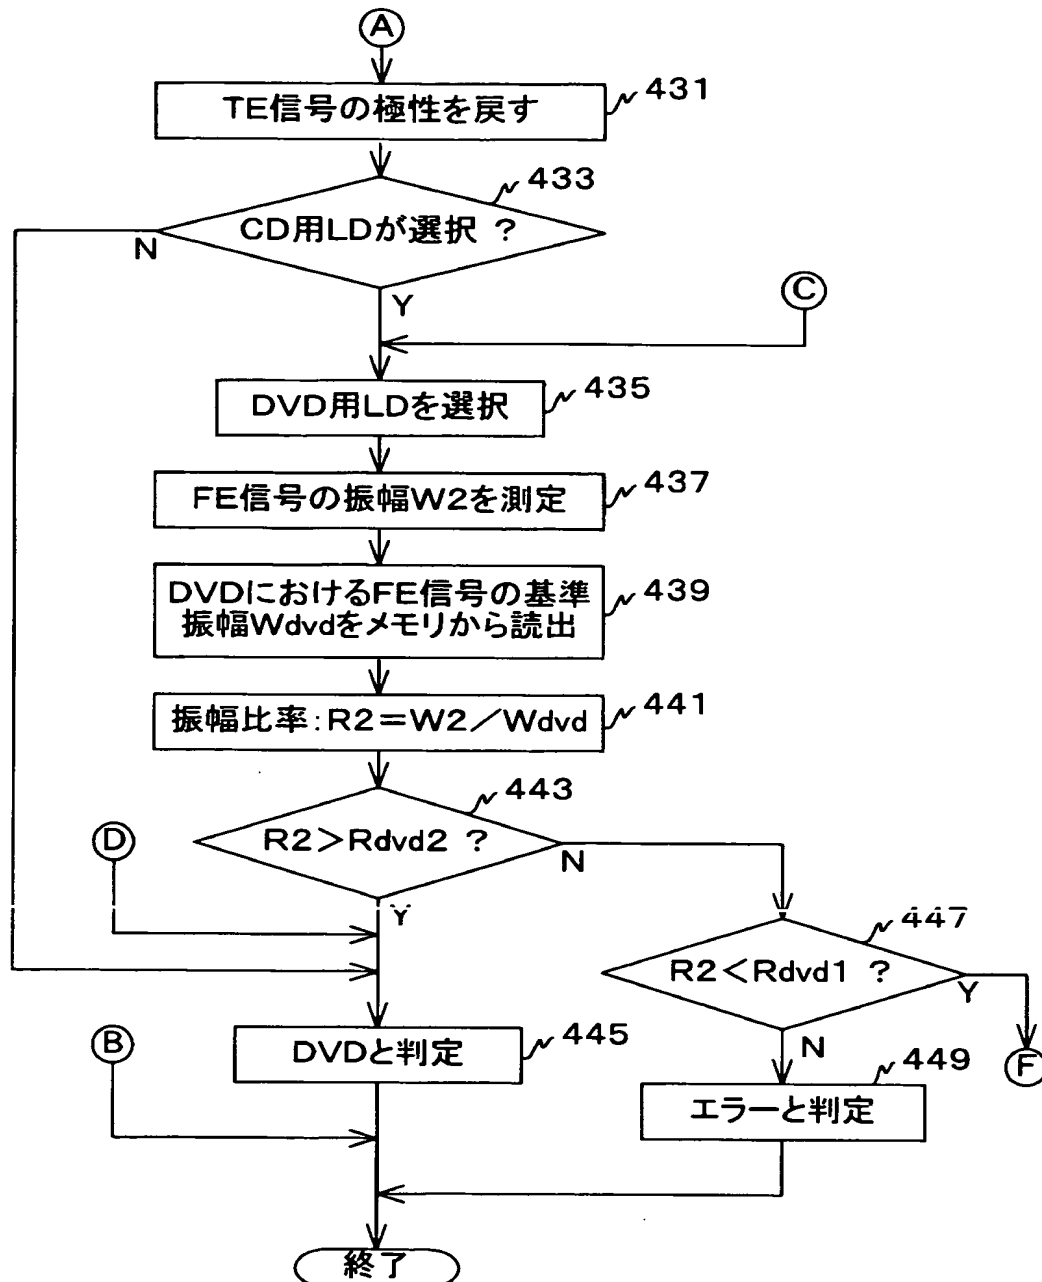 A
TE信号の極性を戻す
431
433
CD用LDが選択 ?
N
Y
C
DVD用LDを選択
435
FE信号の振幅W2を測定
437
DVDにおけるFE信号の基準
振幅Wdvdをメモリから読出
439
振幅比率:R2=W2/Wdvd
441
443
R2>Rdvd2 ?
N
D
Y
447
R2<Rdvd1 ?
Y
B
DVDと判定
445
N
F
449
エラーと判定
終了